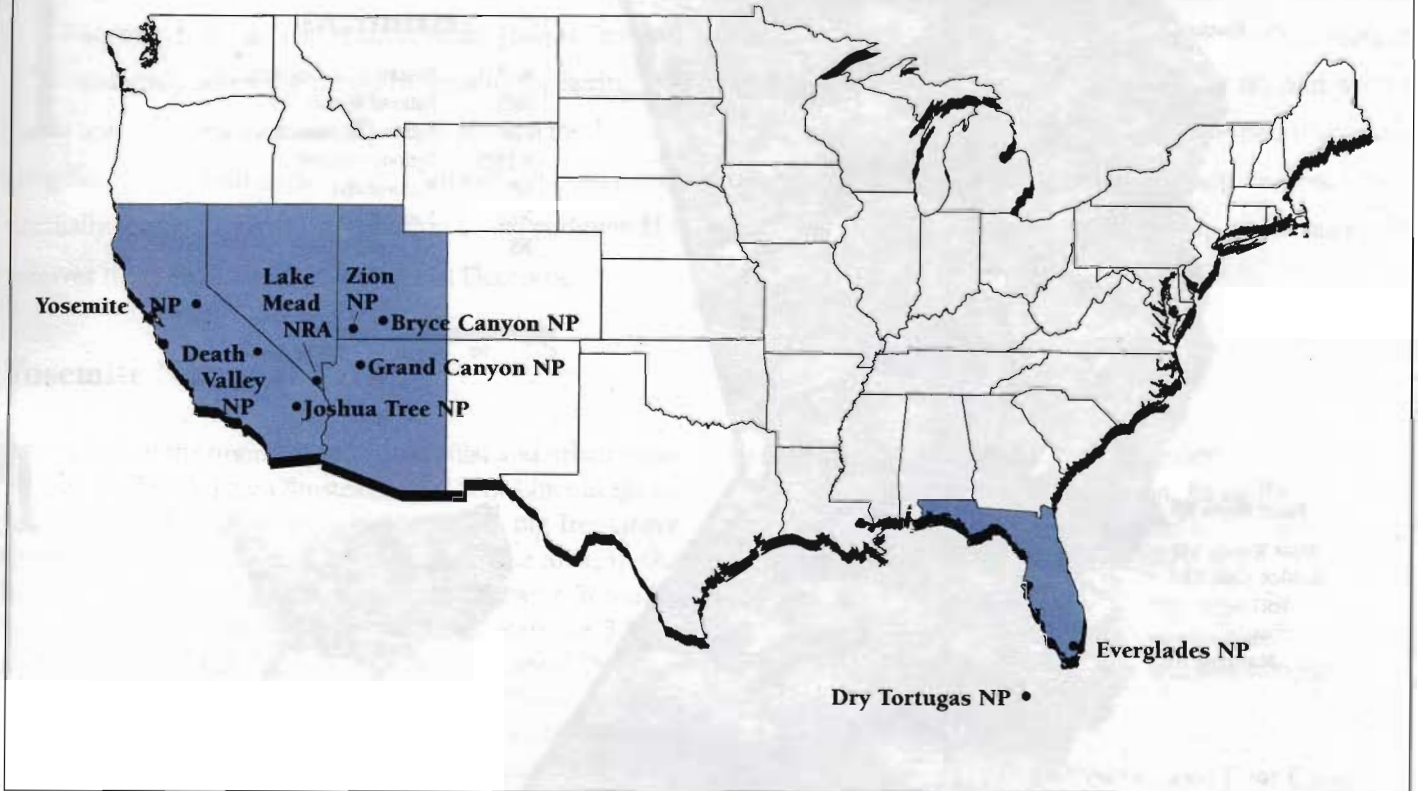 Lake
Mead
NRA
Zion
NP
Yosemite NP
Bryce Canyon NP
Death
Valley
NP
Grand Canyon NP
Joshua Tree NP
Everglades NP
Dry Tortugas NP